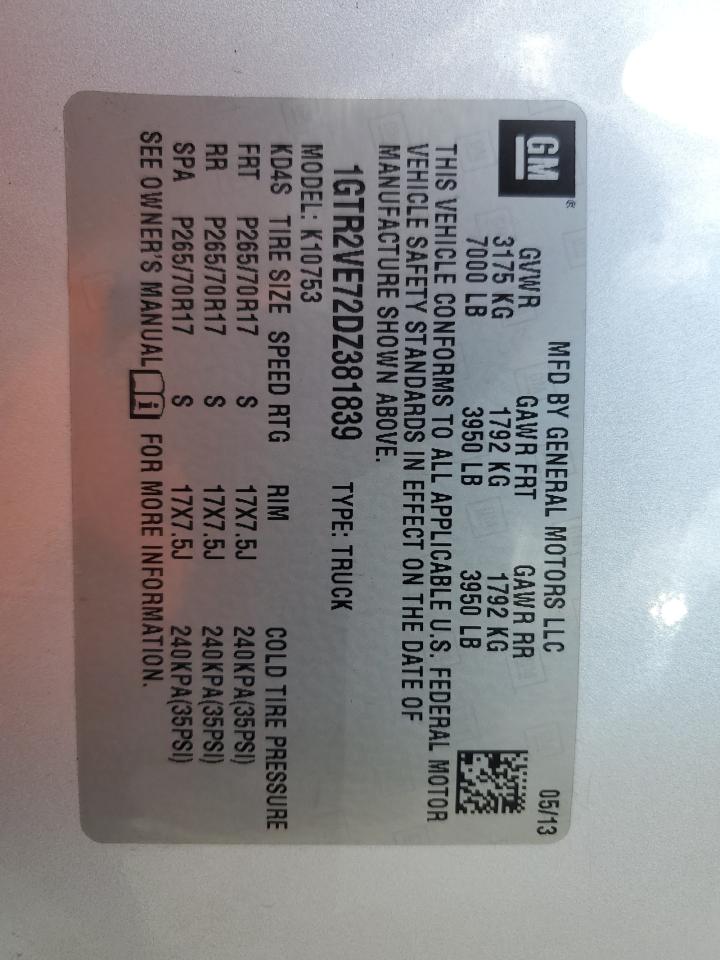 GM®
MFD BY GENERAL MOTORS LLC 05/13
GVWR GAWR FRT GAWR RR
3175 KG 1792 KG 1792 KG
7000 LB 3950 LB 3950 LB
THIS VEHICLE CONFORMS TO ALL APPLICABLE U.S. FEDERAL MOTOR
VEHICLE SAFETY STANDARDS IN EFFECT ON THE DATE OF
MANUFACTURE SHOWN ABOVE.
1GTR2VE72DZ381839 TYPE: TRUCK
MODEL: K10753
KD4S TIRE SIZE SPEED RTG RIM COLD TIRE PRESSURE
FRT P265/70R17 S 17X7.5J 240KPA(35PSI)
RR P265/70R17 S 17X7.5J 240KPA(35PSI)
SPA P265/70R17 S 17X7.5J 240KPA(35PSI)
SEE OWNER'S MANUAL i FOR MORE INFORMATION.